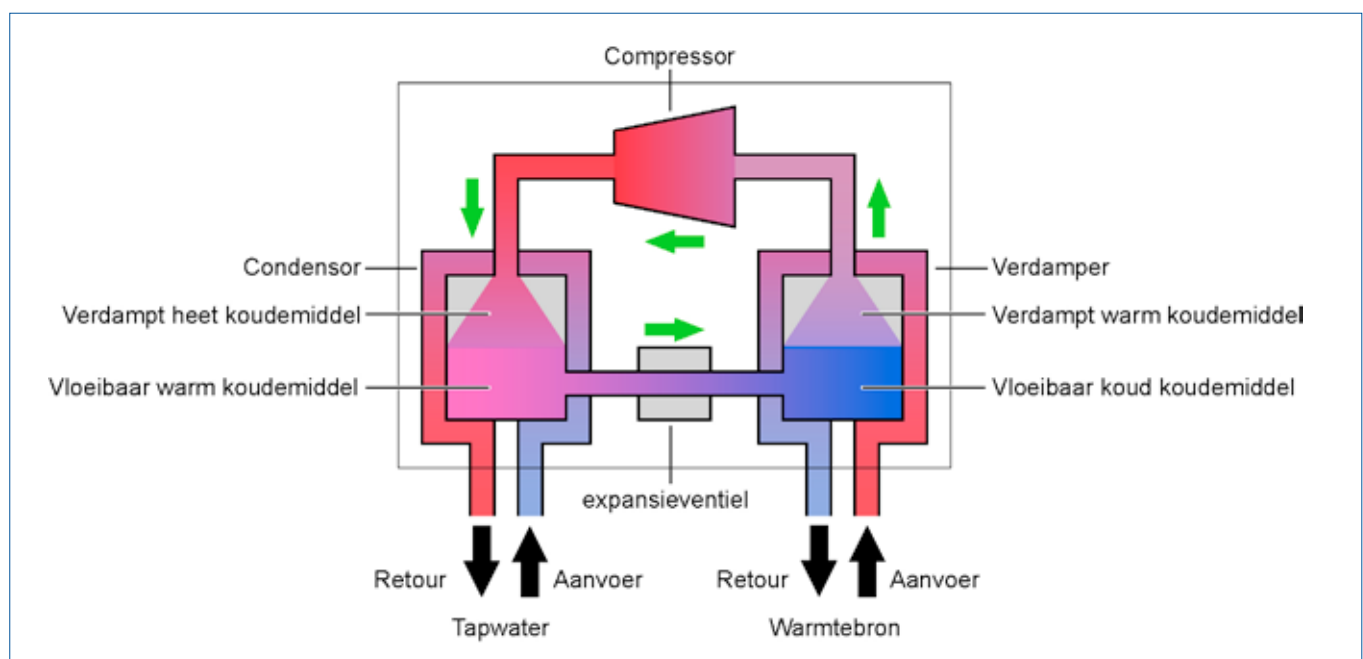 Compressor
Condensor
Verdamper
Verdampt heet koudemiddel
Verdampt warm koudemiddel
Vloeibaar warm koudemiddel
Vloeibaar koud koudemiddel
expansieventiel
Retour
Aanvoer
Retour
Aanvoer
Tapwater
Warmtebron